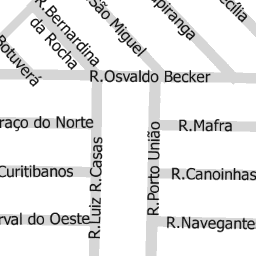 R.Bernardina
da Rocha
São Miguel
Ipiranga
Botuverá
R.Osvaldo Becker
raço do Norte
R.Mafra
Curitibanos
R.Canoinhas
rval do Oeste
R.Navegante
R.Luiz R.Casas
R.Porto União